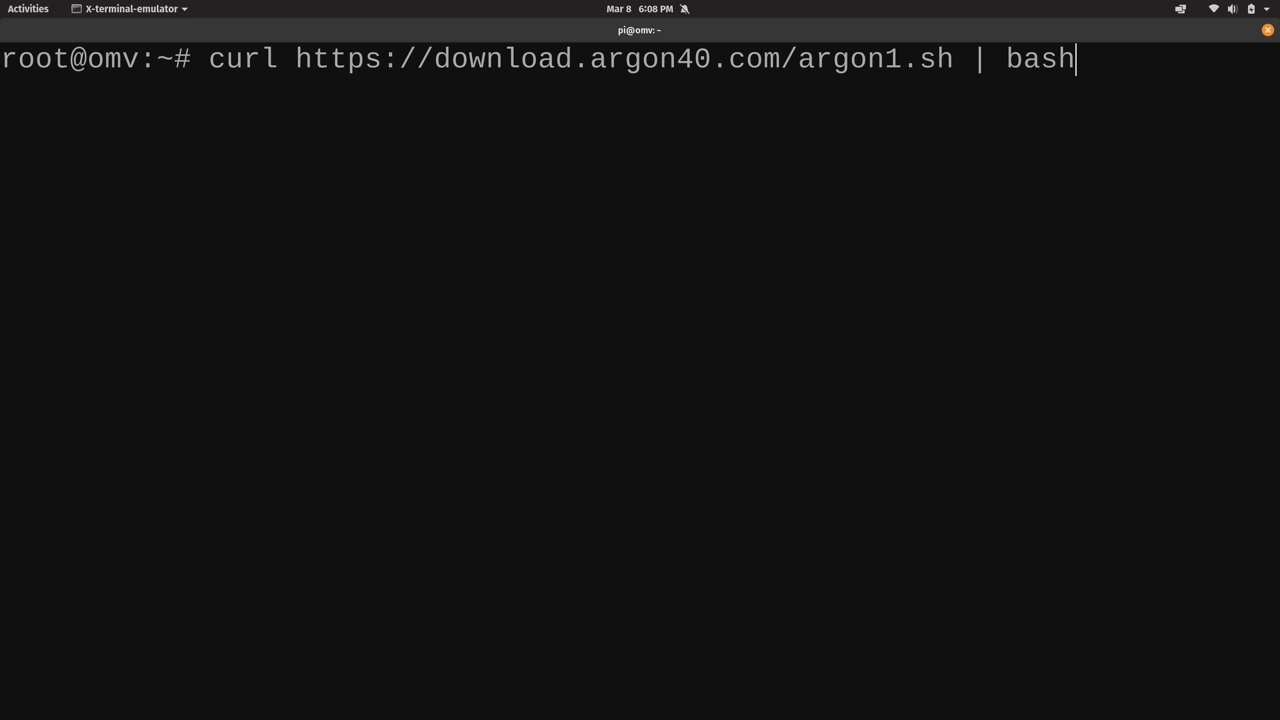 Activities X-terminal-emulator Mar 8 6:08 PM
pi@omv: ~
root@omv:~# curl https://download.argon40.com/argon1.sh | bash